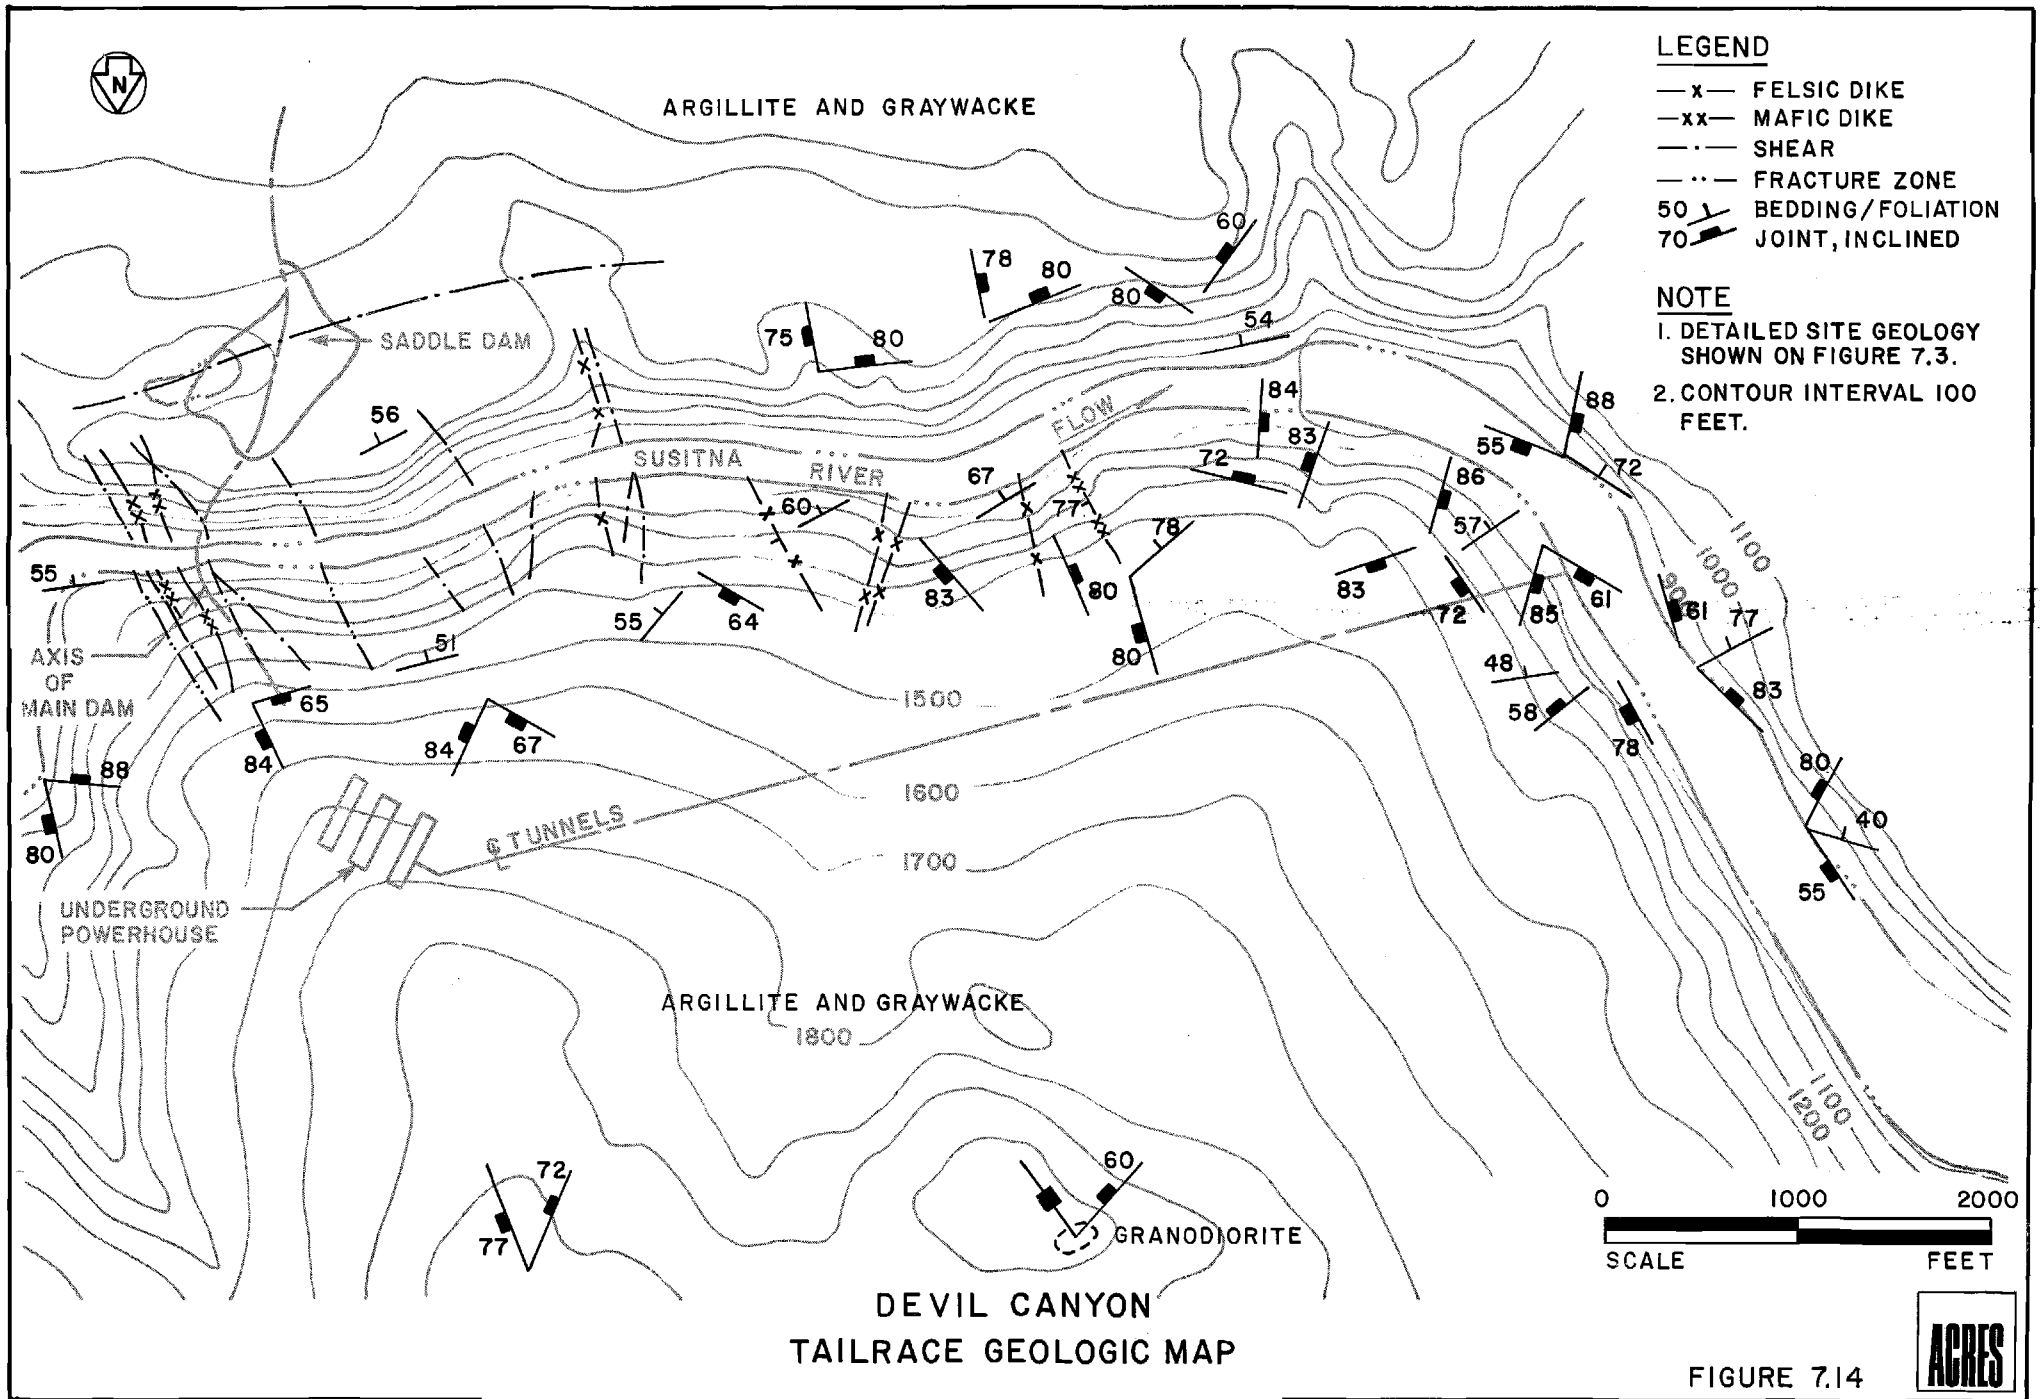 N
ARGILLITE AND GRAYWACKE
LEGEND
—x— FELSIC DIKE
—xx— MAFIC DIKE
—·— SHEAR
—··— FRACTURE ZONE
50 BEDDING/FOLIATION
70 JOINT, INCLINED
NOTE
1. DETAILED SITE GEOLOGY
SHOWN ON FIGURE 7.3.
2. CONTOUR INTERVAL 100
FEET.
60
78
80
80
54
75
80
SADDLE DAM
56
84
88
FLOW
83
55
72
SUSITNA
RIVER
67
72
86
60
77
78
57
1100
1000
900
55
83
80
83
72
85
61
61
77
64
55
51
80
48
AXIS
OF
MAIN DAM
65
1500
58
83
78
84
84
67
88
80
1600
80
TUNNELS
40
1700
55
UNDERGROUND
POWERHOUSE
ARGILLITE AND GRAYWACKE
1800
1100
1200
72
77
60
GRANODIORITE
0 1000 2000
SCALE FEET
DEVIL CANYON
TAILRACE GEOLOGIC MAP
FIGURE 7.14
ACRES